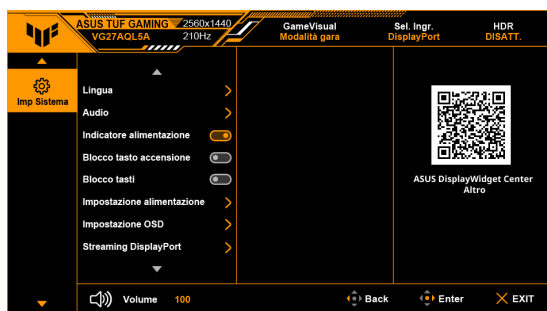 ASUS TUF GAMING 2560x1440
VG27AQL5A 210Hz
GameVisual
Modalità gara
Sel. Ingr.
DisplayPort
HDR
DISATT.
Imp Sistema
Lingua
Audio
Indicatore alimentazione
Blocco tasto accensione
Blocco tasti
Impostazione alimentazione
Impostazione OSD
Streaming DisplayPort
ASUS DisplayWidget Center
Altro
Volume 100
Back
Enter
EXIT